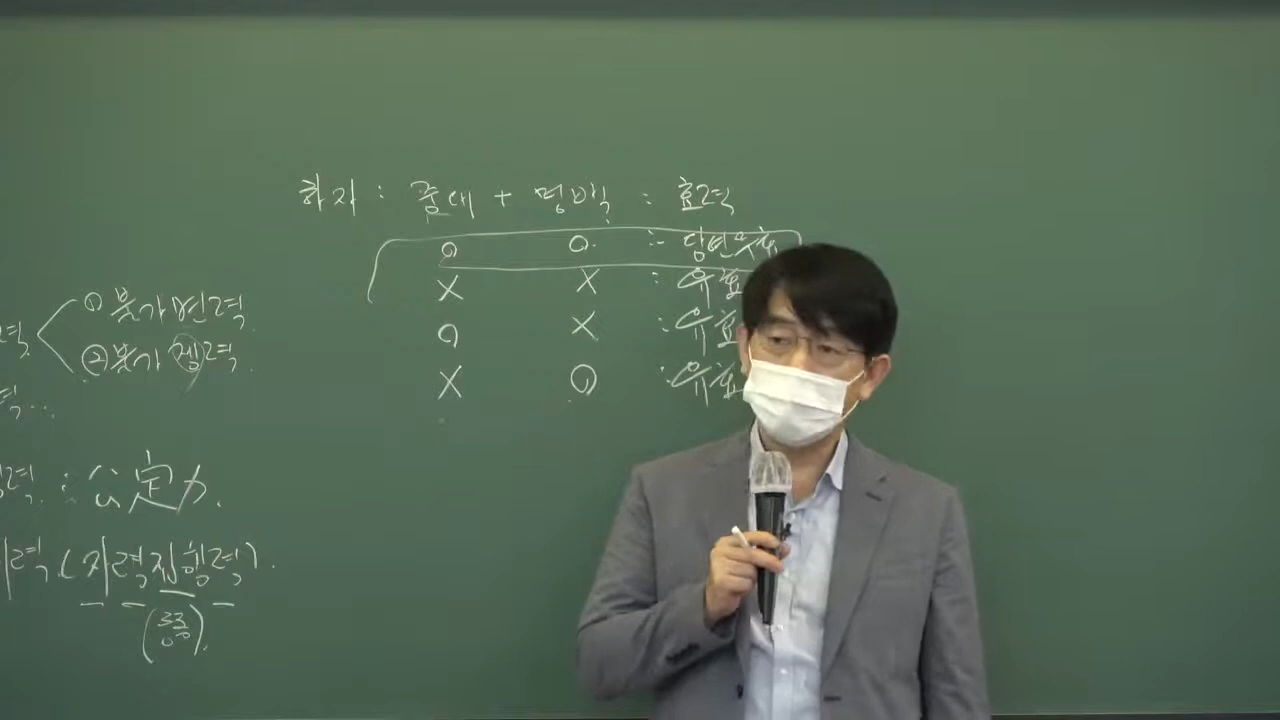 하자 : 중대 + 명백 : 효력
O O :- 당연무효
X X : 유효
O X : 유효
X O : 유효
력 ① 불가변력
② 불가쟁력
력...
력 : 公定力
력 (자력집행력)